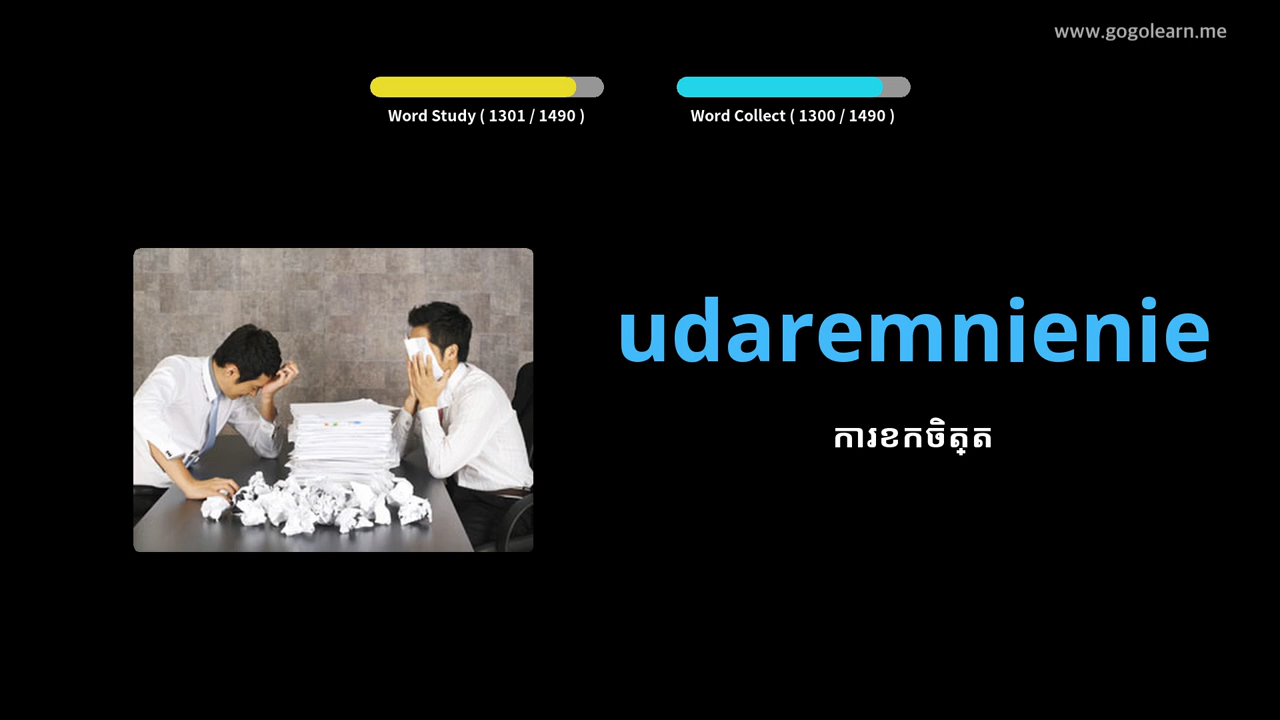 www.gogolearn.me
Word Study ( 1301 / 1490 )
Word Collect ( 1300 / 1490 )
udaremnienie
ការខកចិត្ត